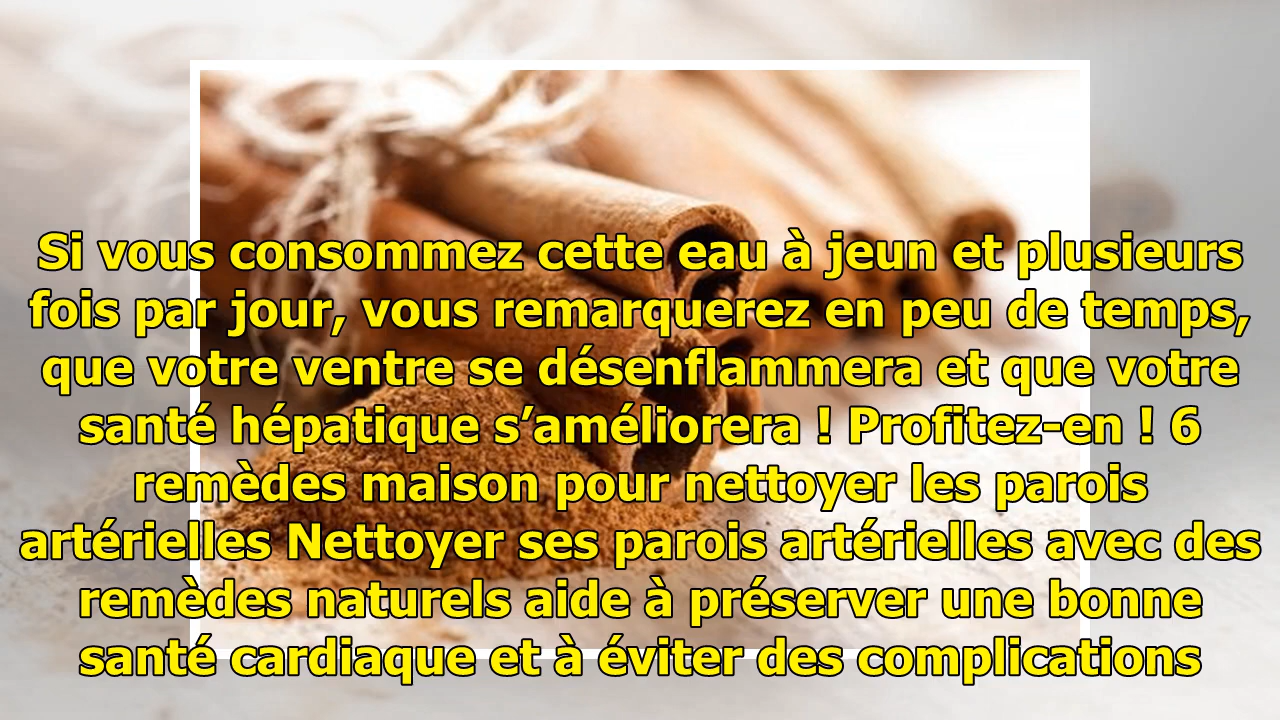 Si vous consommez cette eau à jeun et plusieurs
fois par jour, vous remarquerez en peu de temps,
que votre ventre se désenflammera et que votre
santé hépatique s’améliorera ! Profitez-en ! 6
remèdes maison pour nettoyer les parois
artérielles Nettoyer ses parois artérielles avec des
remèdes naturels aide à préserver une bonne
santé cardiaque et à éviter des complications